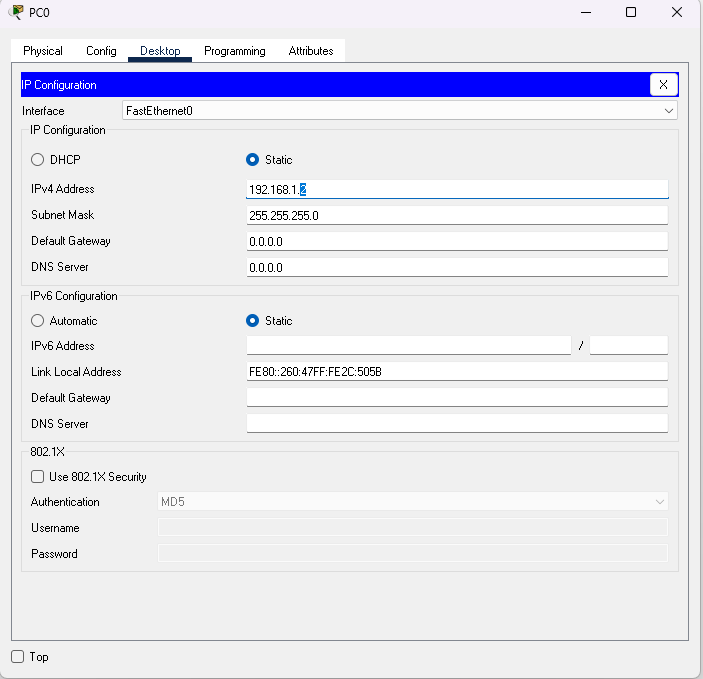 PC0
Physical Config Desktop Programming Attributes
IP Configuration X
Interface FastEthernet0
IP Configuration
DHCP Static
IPv4 Address 192.168.1.2
Subnet Mask 255.255.255.0
Default Gateway 0.0.0.0
DNS Server 0.0.0.0
IPv6 Configuration
Automatic Static
IPv6 Address /
Link Local Address FE80::260:47FF:FE2C:505B
Default Gateway
DNS Server
802.1X
Use 802.1X Security
Authentication MD5
Username
Password
Top